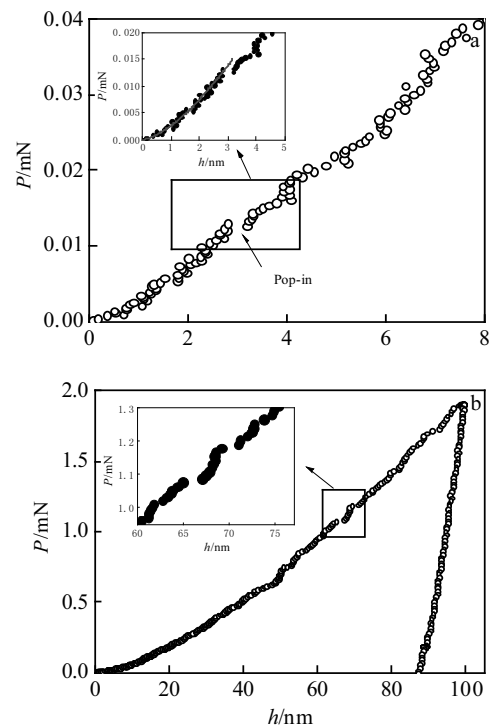 0.04
a
0.020
0.015
0.010
0.005
0.000
P/mN
0 1 2 3 4 5
h/nm
0.03
P/mN
0.02
0.01
Pop-in
0.00
0 2 4 6 8
2.0
b
1.3
1.2
1.1
1.0
P/mN
60 65 70 75
h/nm
1.5
P/mN
1.0
0.5
0.0
0 20 40 60 80 100
h/nm